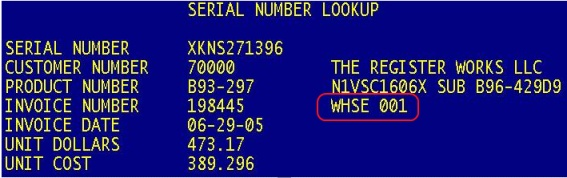 SERIAL NUMBER LOOKUP
SERIAL NUMBER XKNS271396
CUSTOMER NUMBER 70000 THE REGISTER WORKS LLC
PRODUCT NUMBER B93-297 N1VSC1606X SUB B96-429D9
INVOICE NUMBER 198445 WHSE 001
INVOICE DATE 06-29-05
UNIT DOLLARS 473.17
UNIT COST 389.296